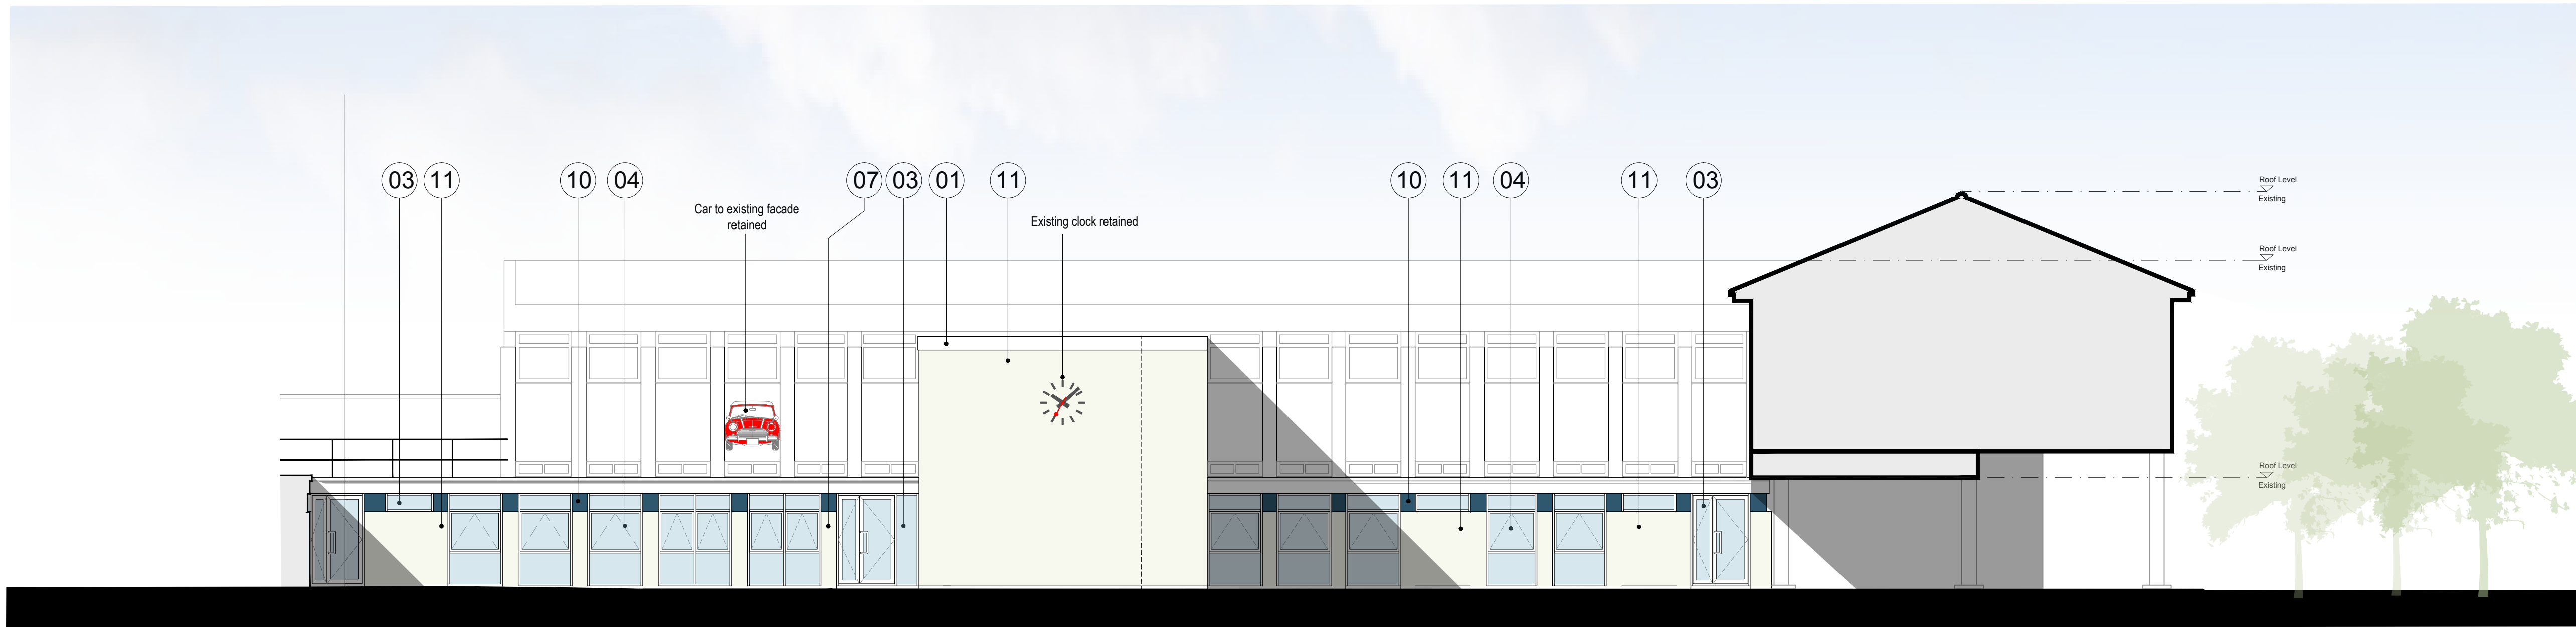 03
11
10
04
07
03
01
11
10
11
04
11
03
Car to existing facade
retained
Existing clock retained
Roof Level
Existing
Roof Level
Existing
Roof Level
Existing